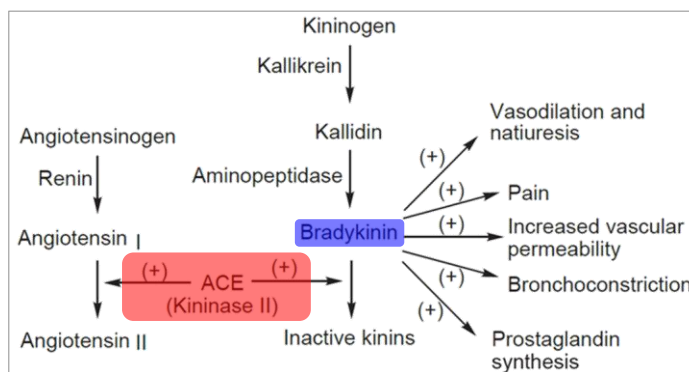 Kininogen
Kallikrein
Kallidin
Aminopeptidase
Bradykinin
Inactive kinins
Angiotensinogen
Renin
Angiotensin I
Angiotensin II
(+)
(+)
ACE
(Kininase II)
(+)
Vasodilation and
natiuresis
(+)
Pain
(+)
Increased vascular
permeability
(+)
Bronchoconstriction
(+)
Prostaglandin
synthesis